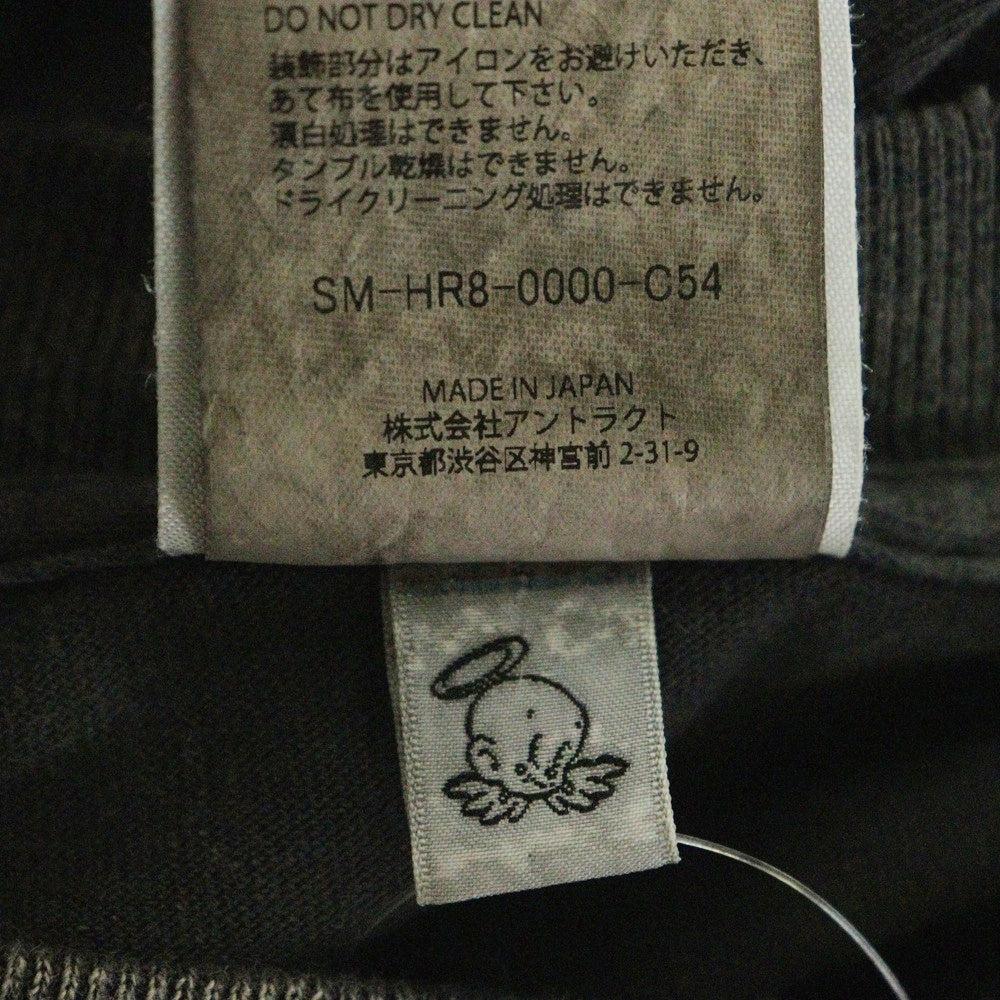 DO NOT DRY CLEAN
装飾部分はアイロンをお避けいただき、
あて布を使用して下さい。
漂白処理はできません。
タンブル乾燥はできません。
ドライクリーニング処理はできません。
SM-HR8-0000-C54
MADE IN JAPAN
株式会社アントラクト
東京都渋谷区神宮前 2-31-9